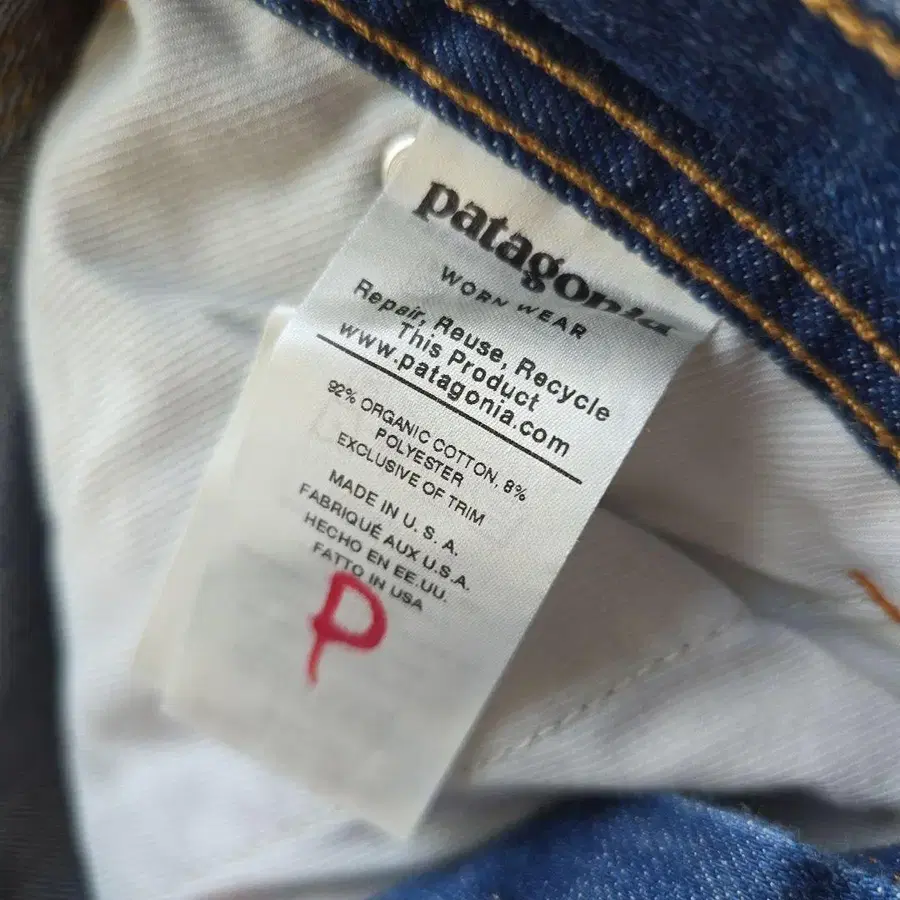 patagonia
WORN WEAR
Repair, Reuse, Recycle
This Product
www.patagonia.com
92% ORGANIC COTTON, 8%
POLYESTER
EXCLUSIVE OF TRIM
MADE IN U. S. A.
FABRIQUÉ AUX U.S.A.
HECHO EN EE.UU.
FATTO IN USA
P